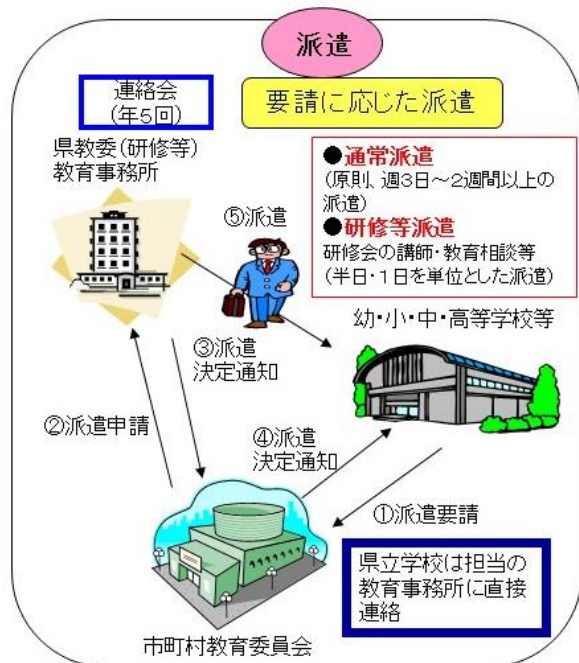 派遣
連絡会
(年5回)
要請に応じた派遣
県教委(研修等)
教育事務所
●通常派遣
(原則、週3日～2週間以上の
派遣)
●研修等派遣
研修会の講師・教育相談等
(半日・1日を単位とした派遣)
⑤派遣
幼・小・中・高等学校等
③派遣
決定通知
②派遣申請
④派遣
決定通知
①派遣要請
県立学校は担当の
教育事務所に直接
連絡
市町村教育委員会